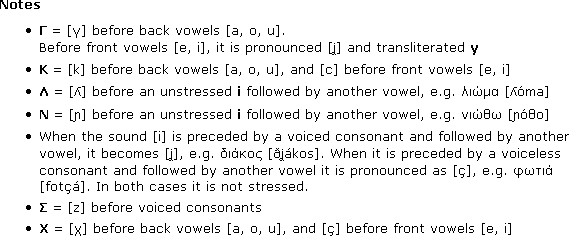 Notes
• Γ = [ɣ] before back vowels [a, o, u].
Before front vowels [e, i], it is pronounced [ʝ] and transliterated y
• Κ = [k] before back vowels [a, o, u], and [c] before front vowels [e, i]
• Λ = [ʎ] before an unstressed i followed by another vowel, e.g. λιώμα [ʎóma]
• Ν = [ɲ] before an unstressed i followed by another vowel, e.g. νιώθω [ɲóθo]
• When the sound [i] is preceded by a voiced consonant and followed by another
vowel, it becomes [ʝ], e.g. διάκος [ðʝákos]. When it is preceded by a voiceless
consonant and followed by another vowel it is pronounced as [ç], e.g. φωτιά
[fotçá]. In both cases it is not stressed.
• Σ = [z] before voiced consonants
• Χ = [χ] before back vowels [a, o, u], and [ç] before front vowels [e, i]